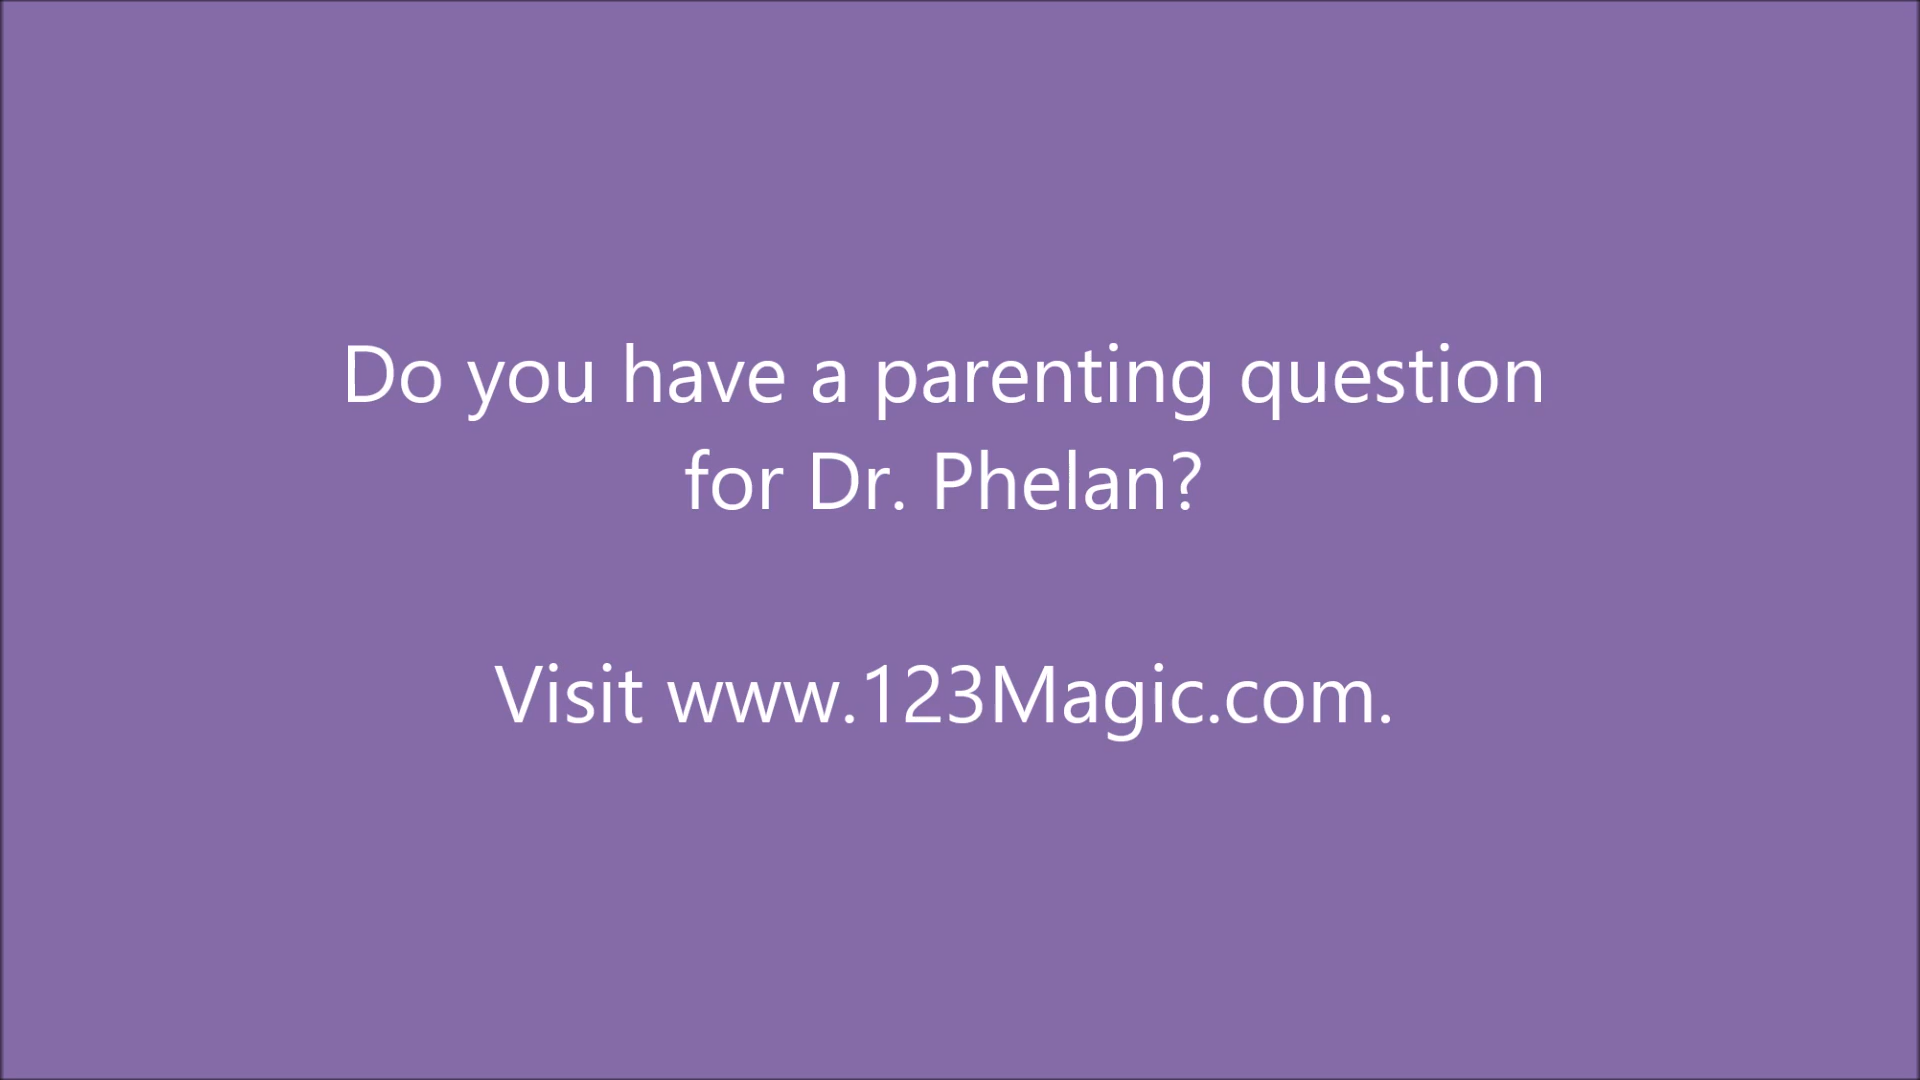 Do you have a parenting question
for Dr. Phelan?
Visit www.123Magic.com.